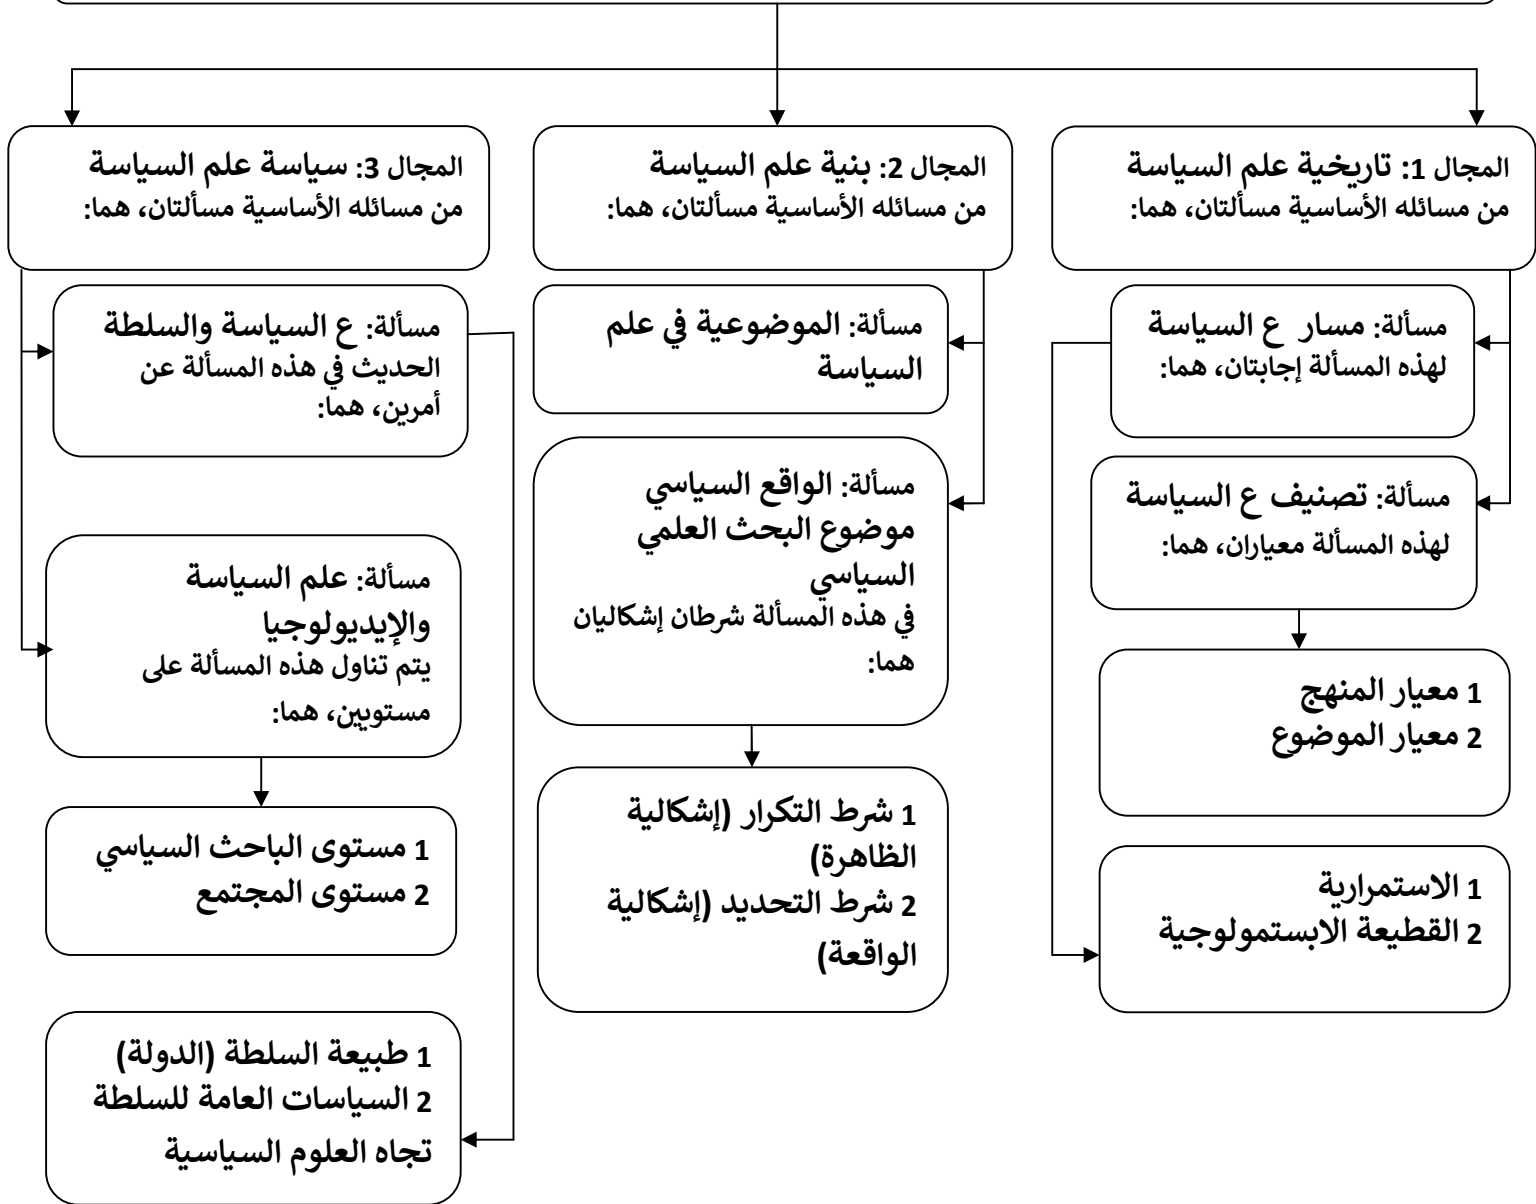 المجال 1: تاريخية علم السياسة
من مسائله الأساسية مسألتان، هما:
مسألة: مسار ع السياسة
لهذه المسألة إجابتان، هما:
مسألة: تصنيف ع السياسة
لهذه المسألة معياران، هما:
1 معيار المنهج
2 معيار الموضوع
1 الاستمرارية
2 القطيعة الابستمولوجية
المجال 2: بنية علم السياسة
من مسائله الأساسية مسألتان، هما:
مسألة: الموضوعية في علم
السياسة
مسألة: الواقع السياسي
موضوع البحث العلمي
السياسي
في هذه المسألة شرطان إشكاليان
هما:
1 شرط التكرار (إشكالية
الظاهرة)
2 شرط التحديد (إشكالية
الواقعة)
المجال 3: سياسة علم السياسة
من مسائله الأساسية مسألتان، هما:
مسألة: ع السياسة والسلطة
الحديث في هذه المسألة عن
أمرين، هما:
مسألة: علم السياسة
والإيديولوجيا
يتم تناول هذه المسألة على
مستويين، هما:
1 مستوى الباحث السياسي
2 مستوى المجتمع
1 طبيعة السلطة (الدولة)
2 السياسات العامة للسلطة
تجاه العلوم السياسية